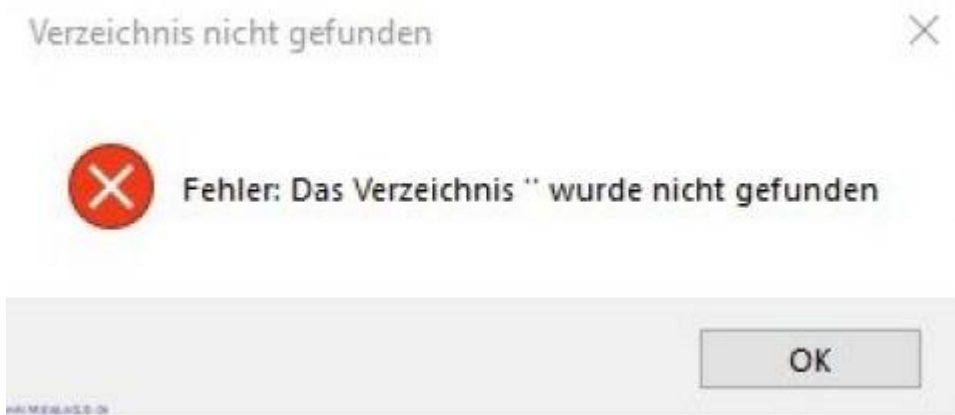 Verzeichnis nicht gefunden
Fehler: Das Verzeichnis '' wurde nicht gefunden
OK